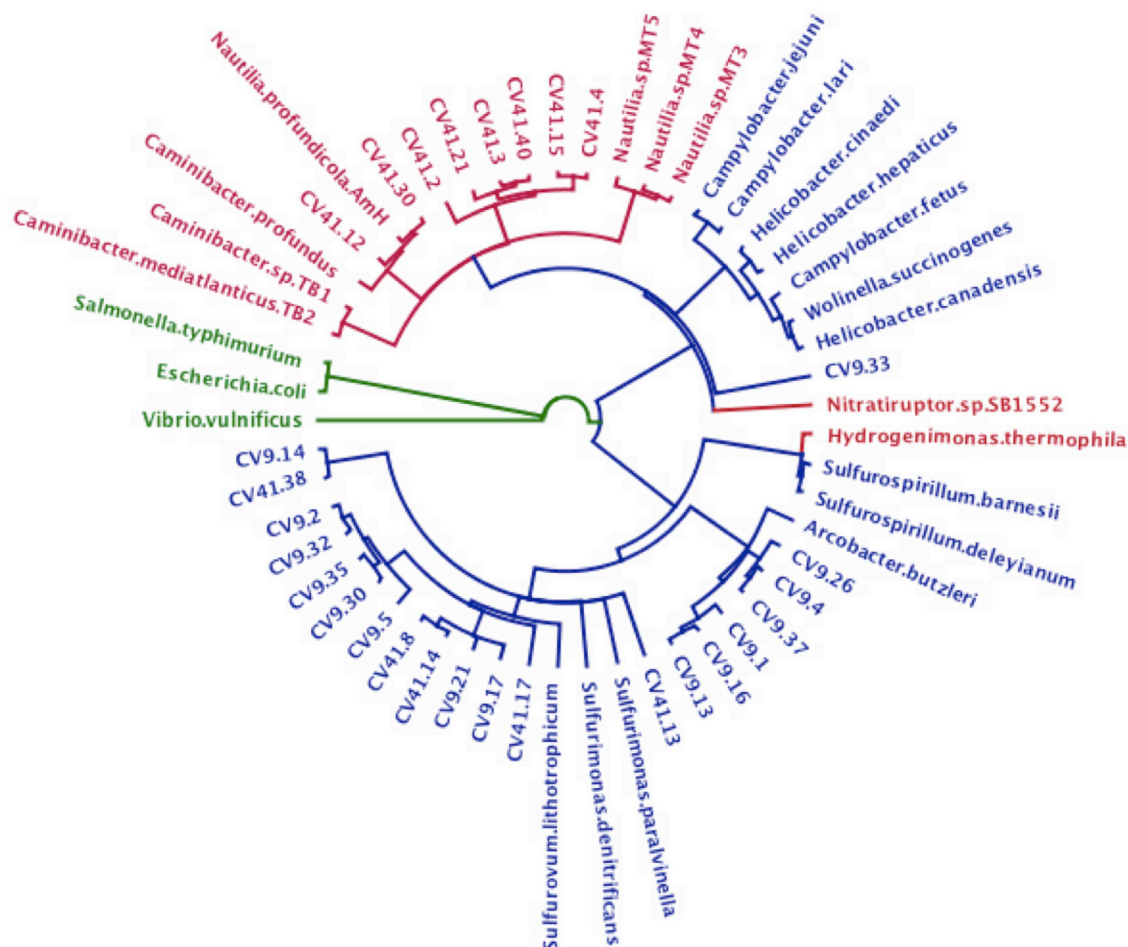 Nautilia.profundicola.AmH
CV41.30
CV41.2
CV41.21
CV41.3
CV41.40
CV41.15
CV41.4
Nautilia.sp.MT5
Nautilia.sp.MT4
Nautilia.sp.MT3
Campylobacter.jejuni
Campylobacter.lari
Helicobacter.cinaedi
Helicobacter.hepaticus
Campylobacter.fetus
Wolinella.succinogenes
Helicobacter.canadensis
CV9.33
Nitratiruptor.sp.SB1552
Hydrogenimonas.thermophila
Sulfurospirillum.barnesii
Sulfurospirillum.deleyianum
Arcobacter.butzleri
CV9.26
CV9.4
CV9.37
CV9.1
CV9.16
CV9.13
CV41.13
Sulfurimonas.paralvinella
Sulfurimonas.denitrificans
Sulfurovum.lithotrophicum
CV41.17
CV9.17
CV9.21
CV41.14
CV41.8
CV9.5
CV9.30
CV9.35
CV9.32
CV9.2
CV41.38
CV9.14
Vibrio.vulnificus
Escherichia.coli
Salmonella.typhimurium
Caminibacter.mediatlanticus.TB2
Caminibacter.sp.TB1
Caminibacter.profundus
CV41.12